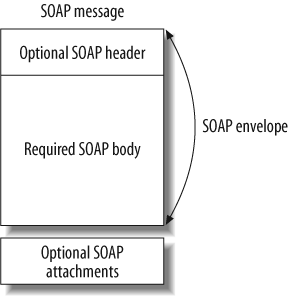 SOAP message
Optional SOAP header
SOAP envelope
Required SOAP body
Optional SOAP
attachments